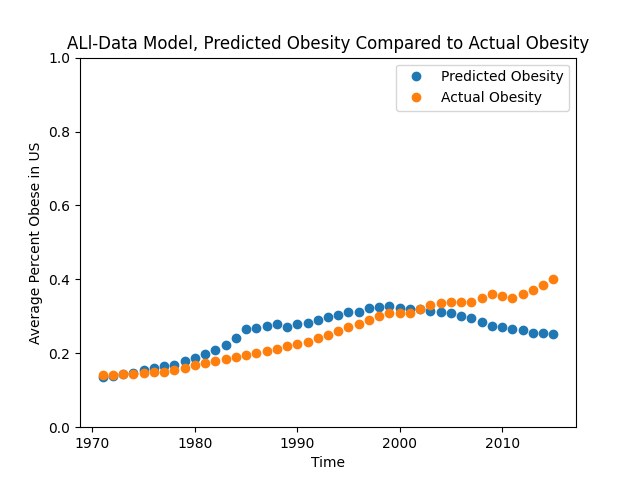 ALl-Data Model, Predicted Obesity Compared to Actual Obesity
Predicted Obesity
Actual Obesity
Average Percent Obese in US
1.0
0.8
0.6
0.4
0.2
0.0
1970 1980 1990 2000 2010
Time